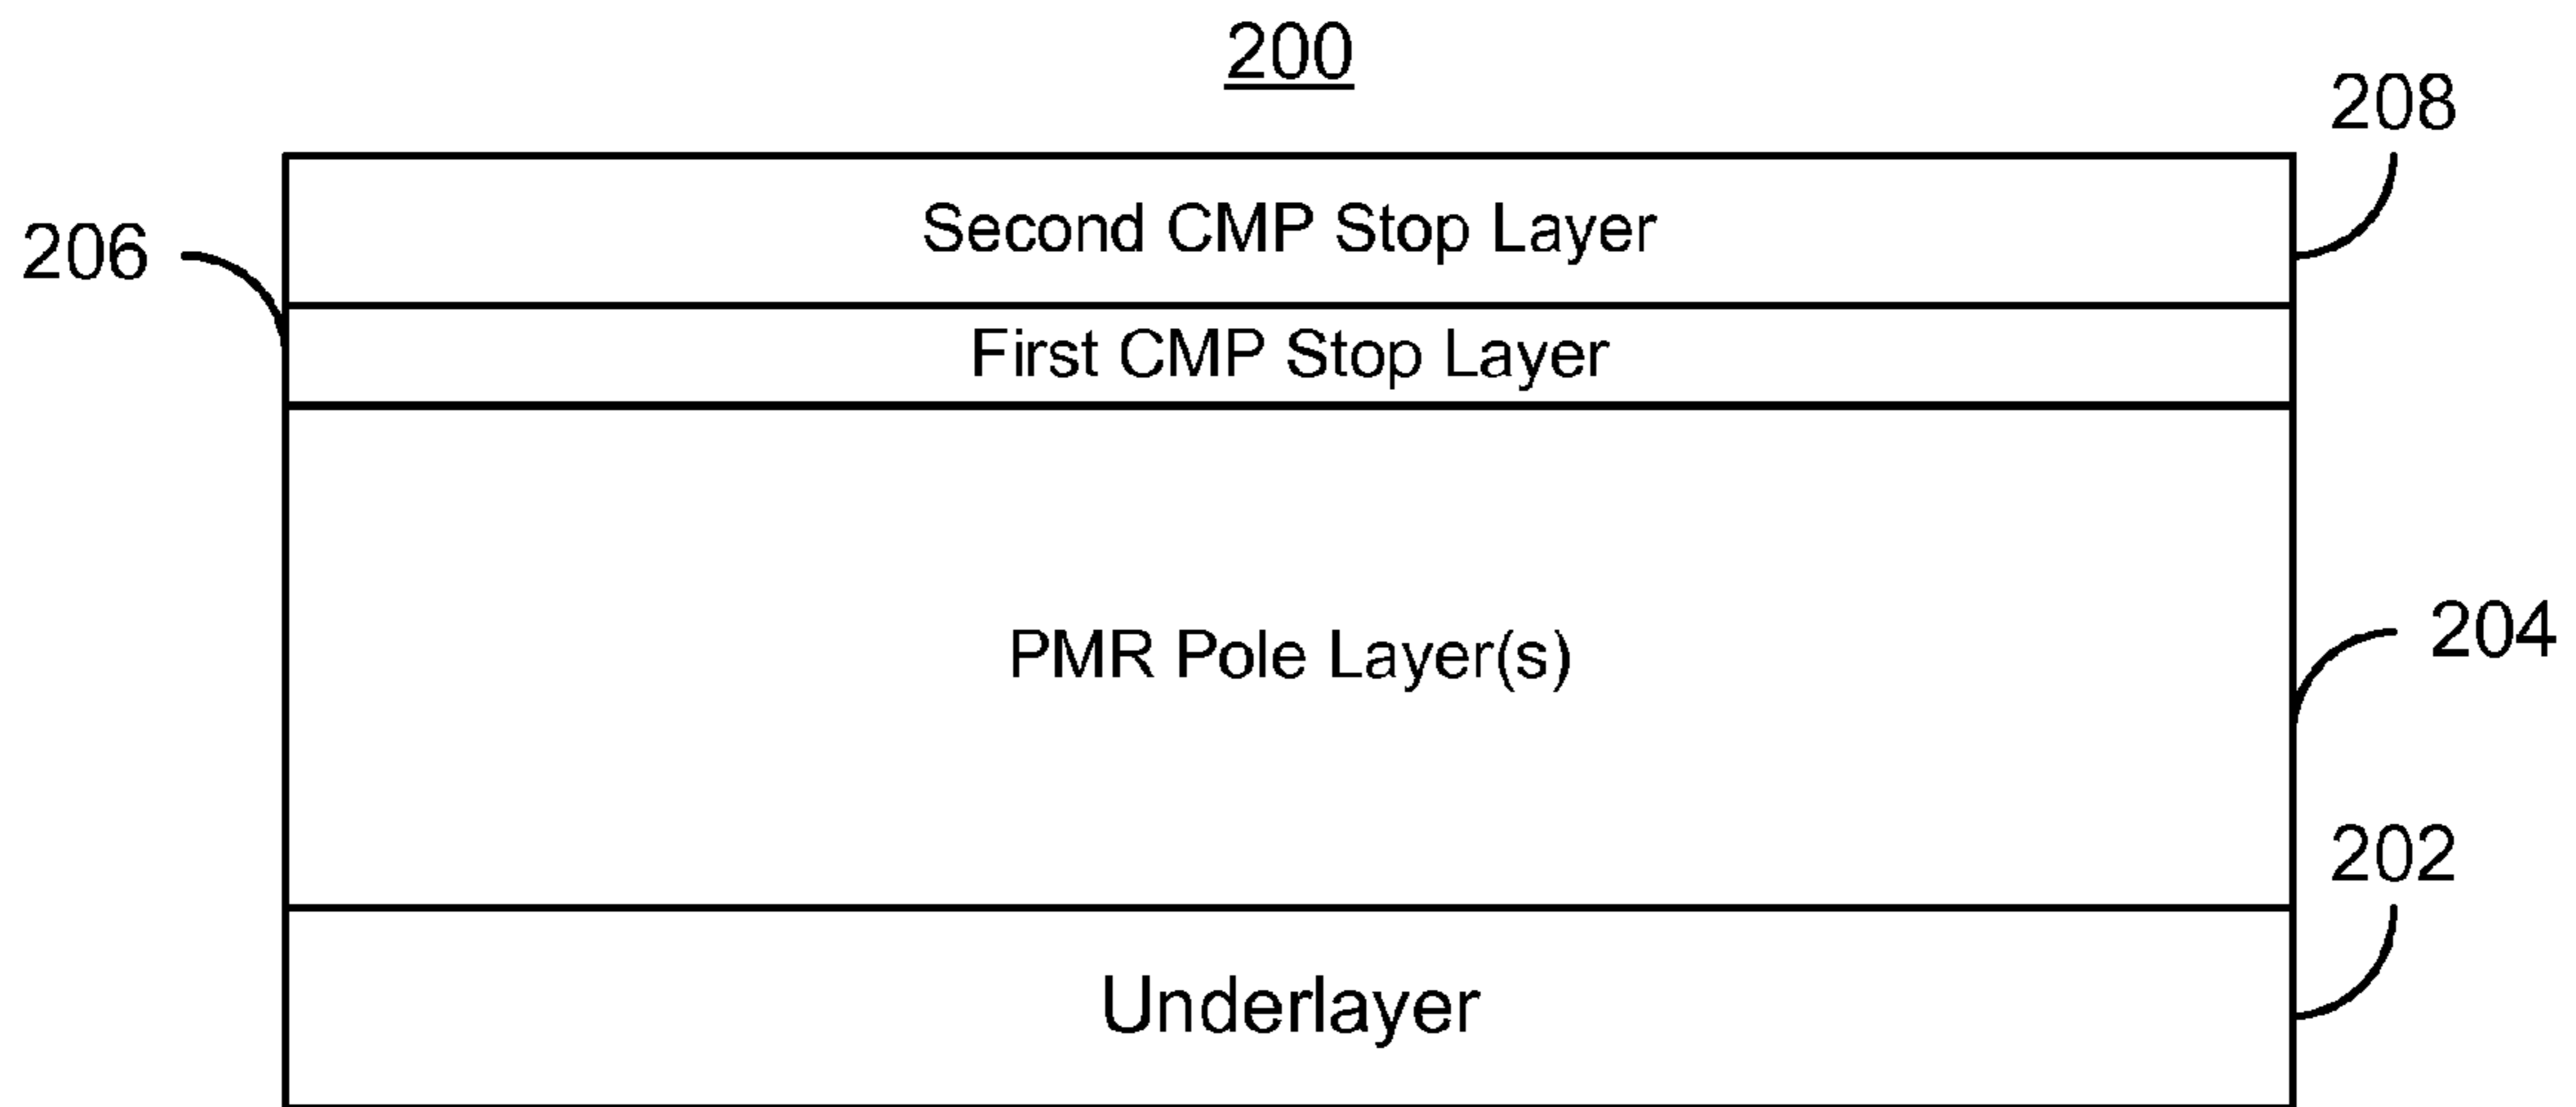 200
208
Second CMP Stop Layer
206
First CMP Stop Layer
PMR Pole Layer(s)
204
202
Underlayer